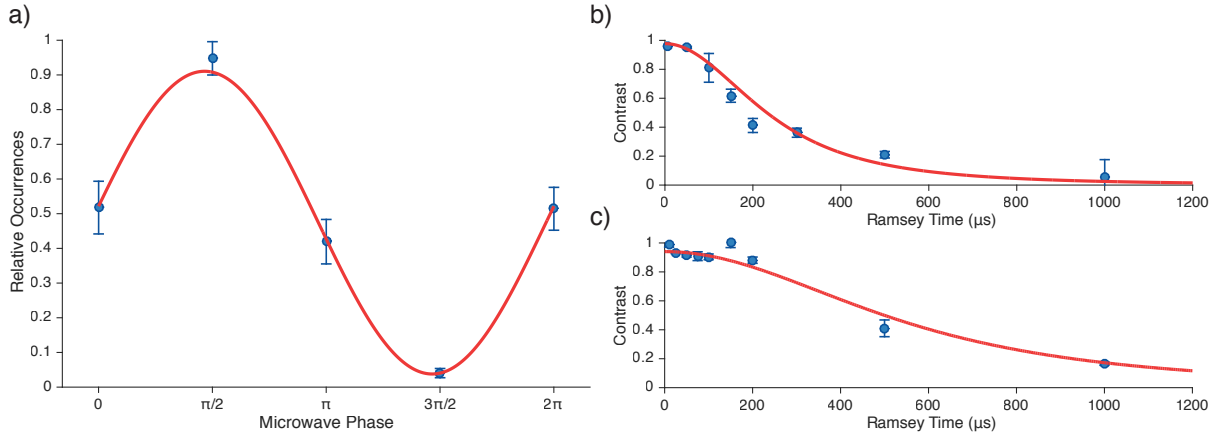 a)
1
0.9
0.8
0.7
0.6
0.5
0.4
0.3
0.2
0.1
0
Relative Occurrences
0 π/2 π 3π/2 2π
Microwave Phase
b)
1
0.8
0.6
0.4
0.2
0
Contrast
0 200 400 600 800 1000 1200
Ramsey Time (µs)
c)
1
0.8
0.6
0.4
0.2
0
Contrast
0 200 400 600 800 1000 1200
Ramsey Time (µs)